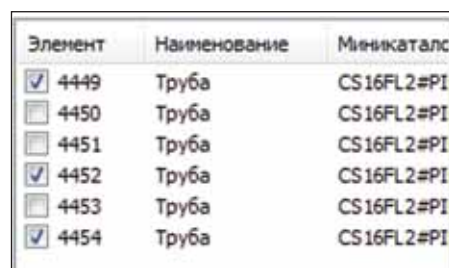 Элемент Наименование Миникатало
4449 Труба CS16FL2#PI
4450 Труба CS16FL2#PI
4451 Труба CS16FL2#PI
4452 Труба CS16FL2#PI
4453 Труба CS16FL2#PI
4454 Труба CS16FL2#PI